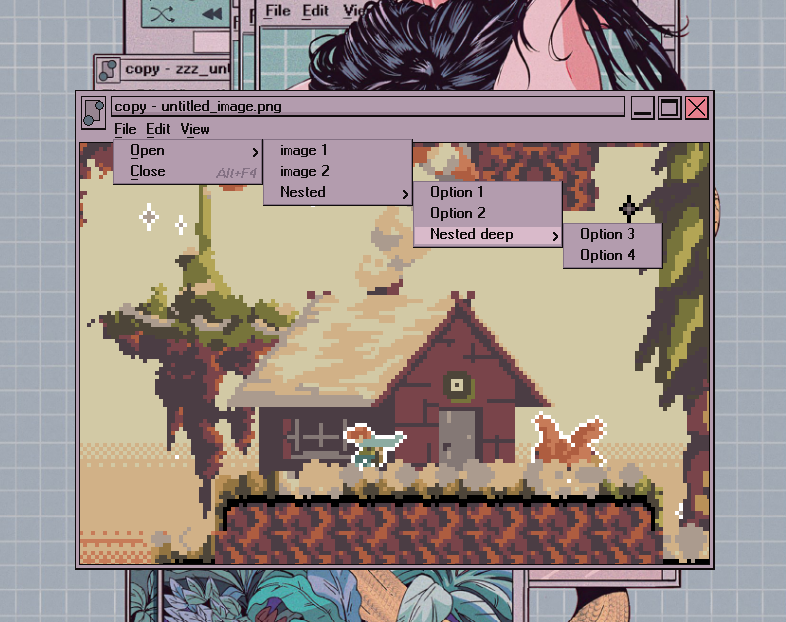 File Edit Vie
copy - zzz_unt
copy - untitled_image.png
File Edit View
Open
Close Alt+F4
image 1
image 2
Nested
Option 1
Option 2
Nested deep
Option 3
Option 4